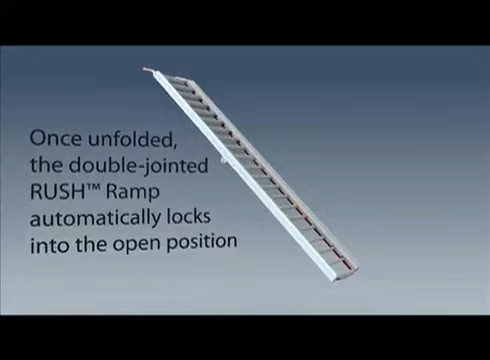 Once unfolded,
the double-jointed
RUSH™ Ramp
automatically locks
into the open position